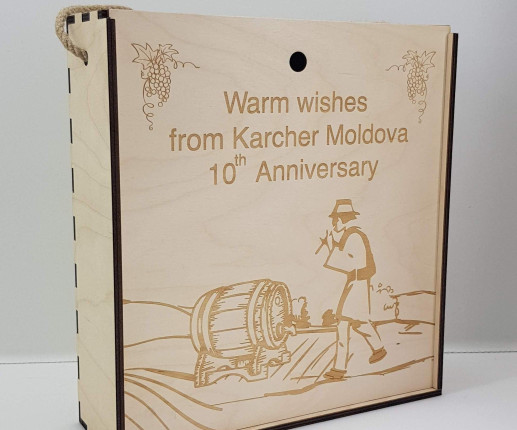 Warm wishes
from Karcher Moldova
10th Anniversary